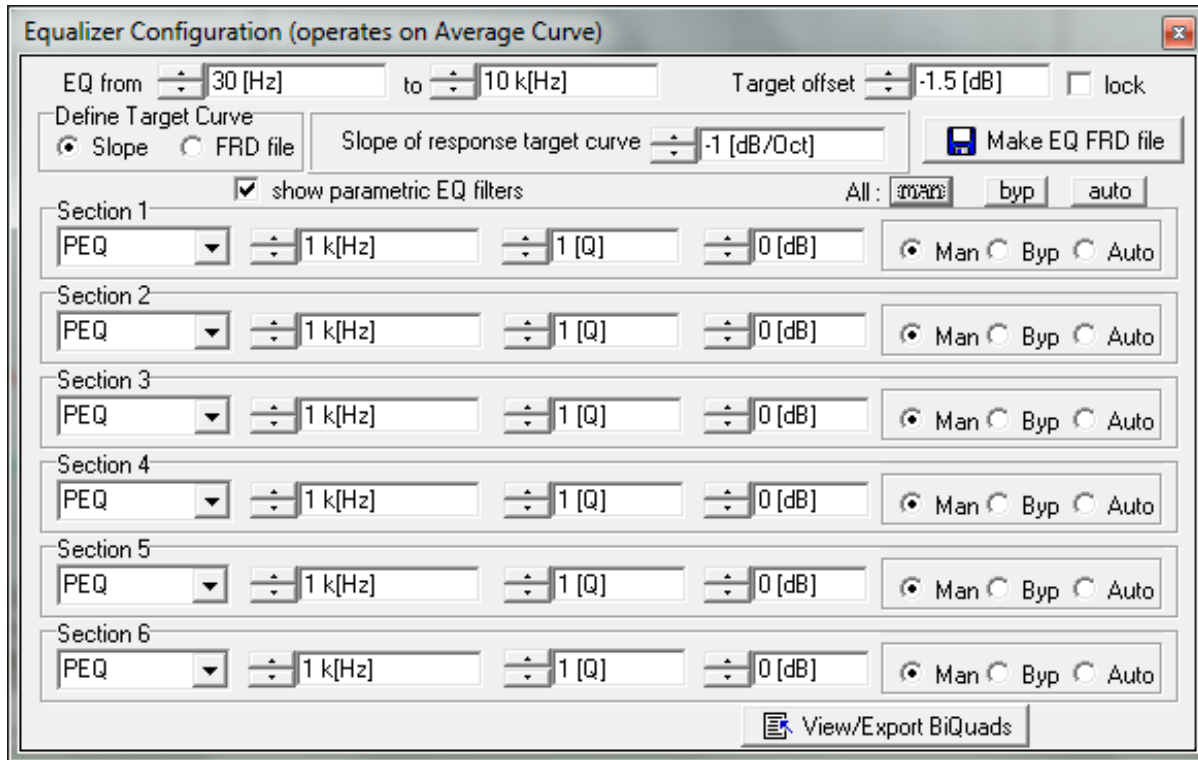 Equalizer Configuration (operates on Average Curve)
EQ from 30 [Hz] to 10 k[Hz] Target offset -1.5 [dB] lock
Define Target Curve
Slope FRD file Slope of response target curve -1 [dB/Oct] Make EQ FRD file
show parametric EQ filters All : man byp auto
Section 1
PEQ 1 k[Hz] 1 [Q] 0 [dB] Man Byp Auto
Section 2
PEQ 1 k[Hz] 1 [Q] 0 [dB] Man Byp Auto
Section 3
PEQ 1 k[Hz] 1 [Q] 0 [dB] Man Byp Auto
Section 4
PEQ 1 k[Hz] 1 [Q] 0 [dB] Man Byp Auto
Section 5
PEQ 1 k[Hz] 1 [Q] 0 [dB] Man Byp Auto
Section 6
PEQ 1 k[Hz] 1 [Q] 0 [dB] Man Byp Auto
View/Export BiQuads